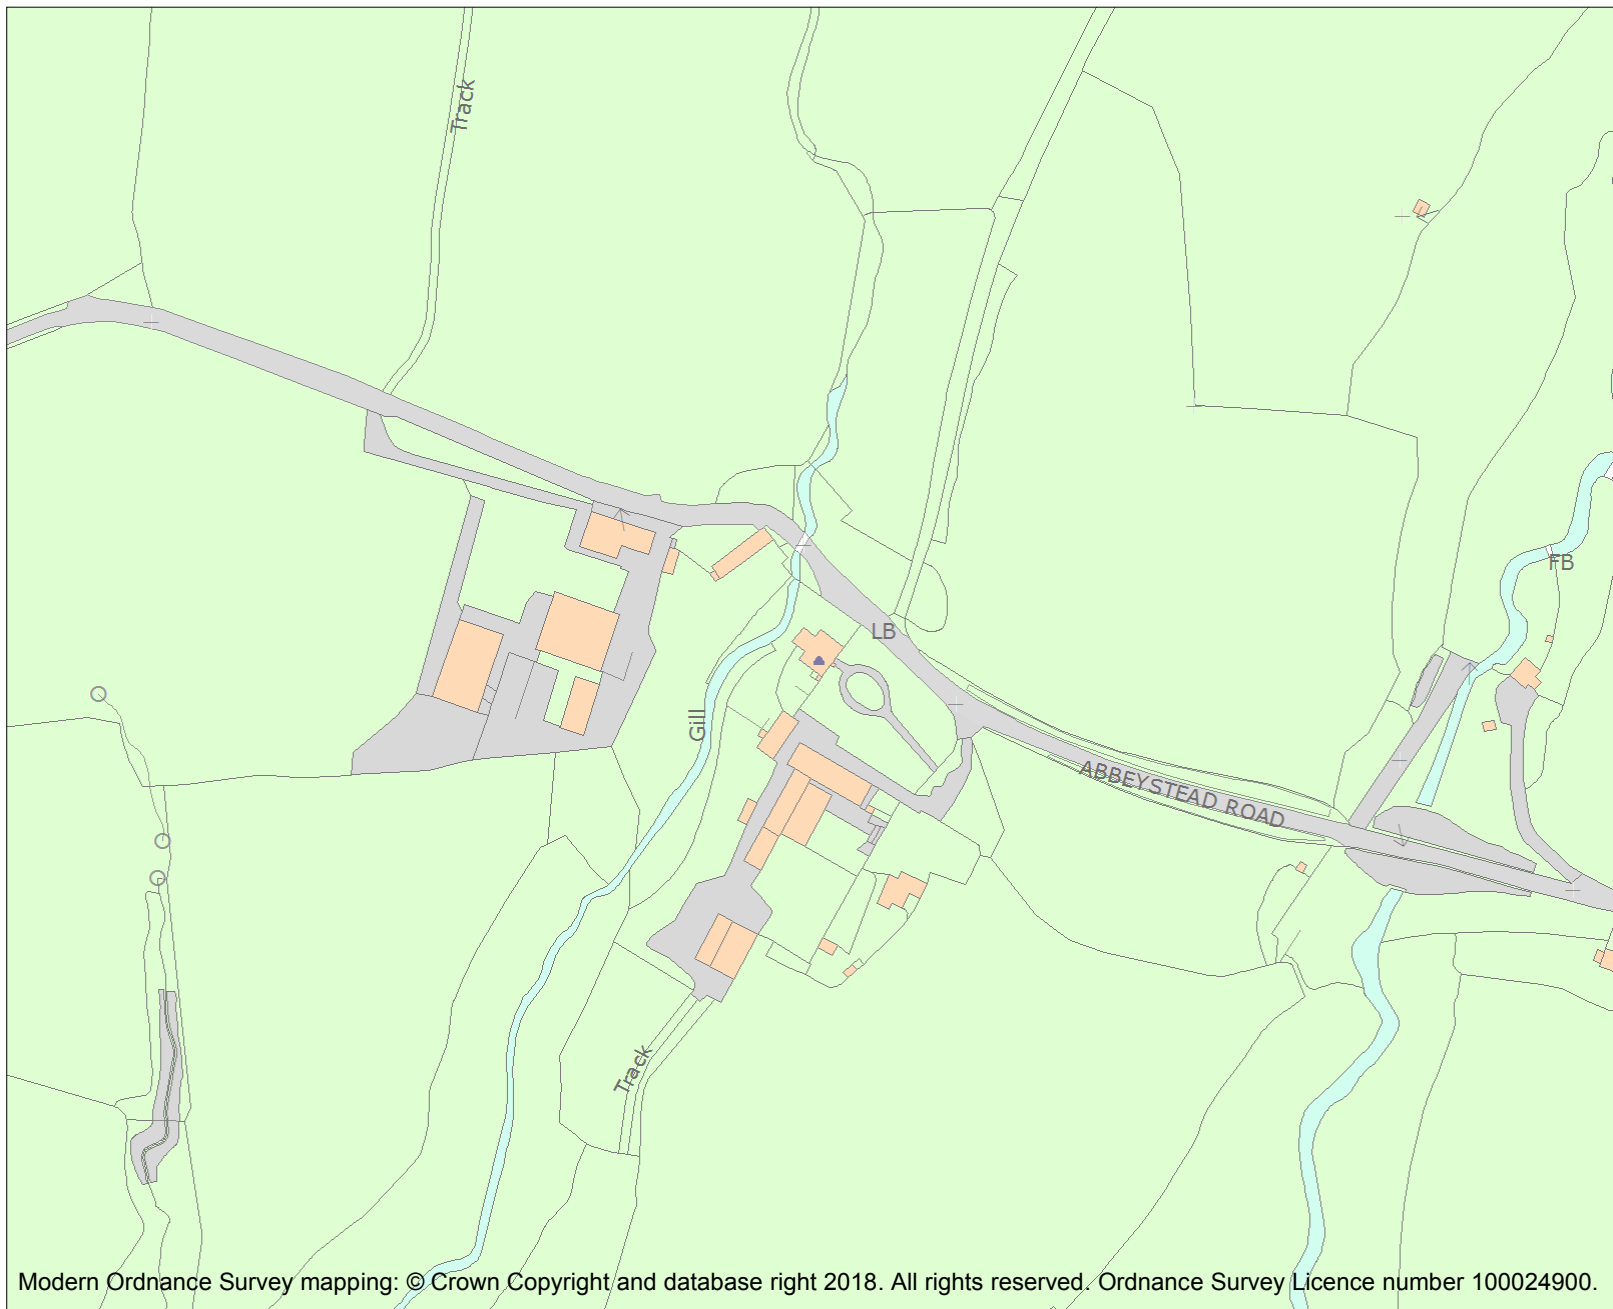 Track
FB
LB
Gill
ABBEYSTEAD ROAD
Track
Modern Ordnance Survey mapping: © Crown Copyright and database right 2018. All rights reserved. Ordnance Survey Licence number 100024900.